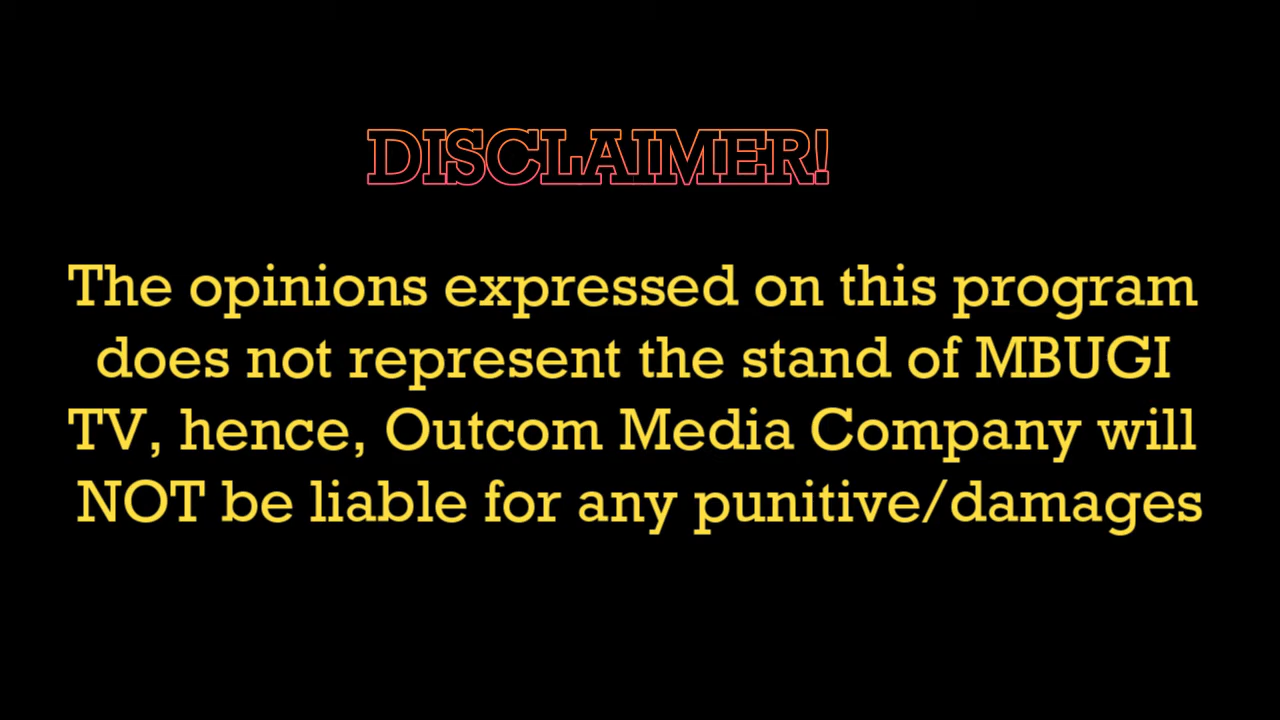 DISCLAIMER!
The opinions expressed on this program
does not represent the stand of MBUGI
TV, hence, Outcom Media Company will
NOT be liable for any punitive/damages